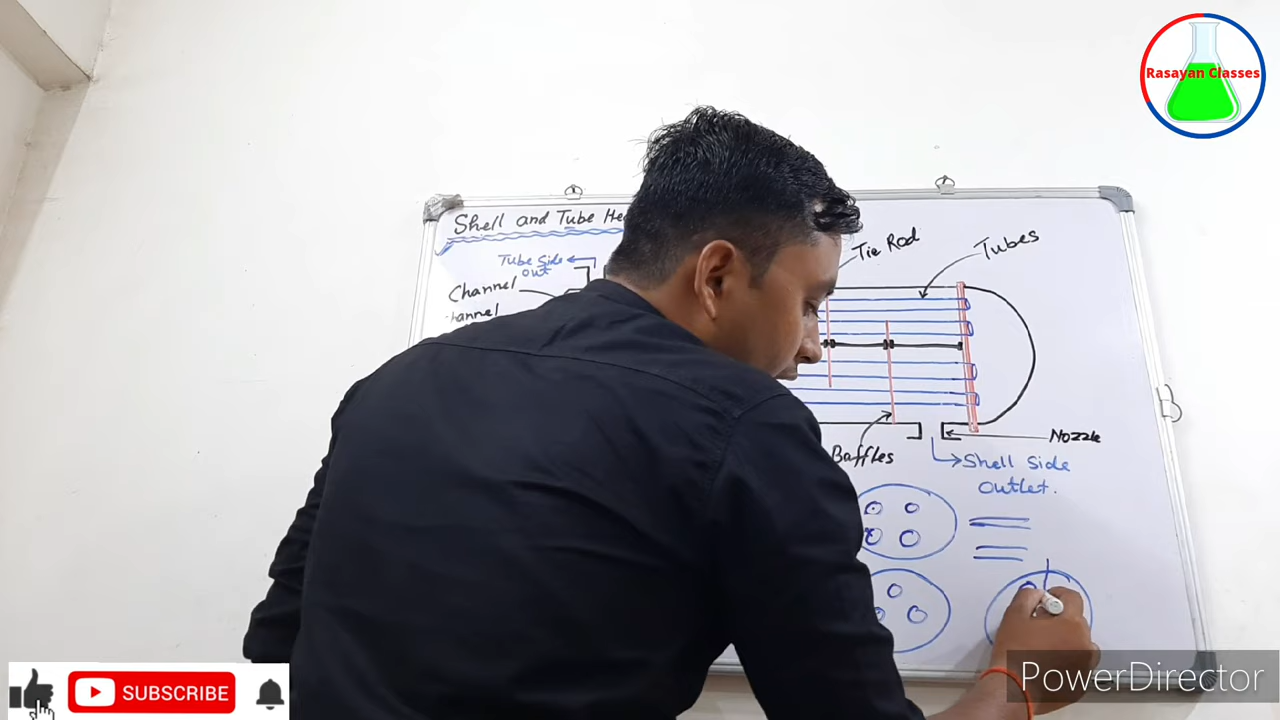 Rasayan Classes
Shell and Tube He
Tube Side
out
Channel
hannel
Tie Rod
Tubes
Baffles
Nozzle
Shell Side
Outlet.
SUBSCRIBE
PowerDirector